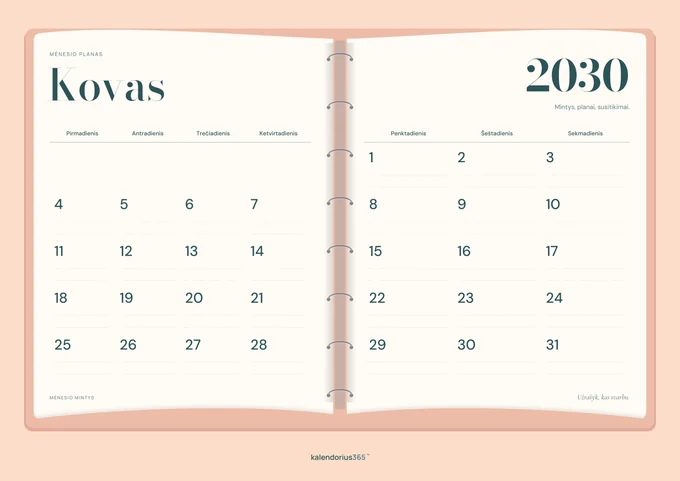 MĖNESIO PLANAS
Kovas
2030
Mintys, planai, susitikimai.
Pirmadienis Antradienis Trečiadienis Ketvirtadienis Penktadienis Šeštadienis Sekmadienis
1 2 3
4 5 6 7 8 9 10
11 12 13 14 15 16 17
18 19 20 21 22 23 24
25 26 27 28 29 30 31
MĖNESIO MINTYS
Užrašyk, kas svarbu.
kalendorius365™